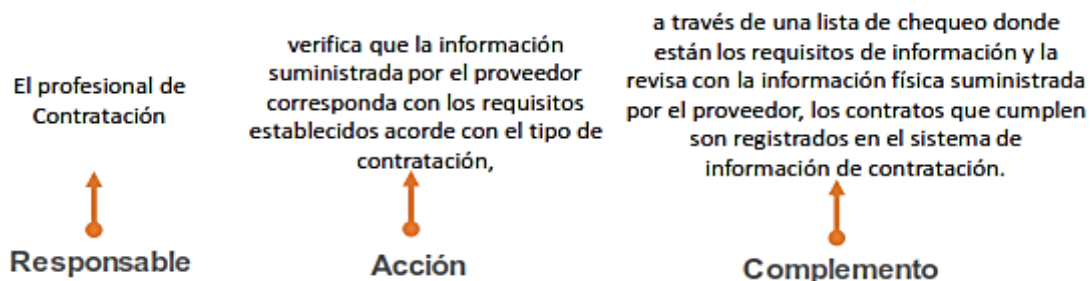 El profesional de
Contratación
verifica que la información
suministrada por el proveedor
corresponda con los requisitos
establecidos acorde con el tipo de
contratación,
a través de una lista de chequeo donde
están los requisitos de información y la
revisa con la información física suministrada
por el proveedor, los contratos que cumplen
son registrados en el sistema de
información de contratación.
Responsable
Acción
Complemento